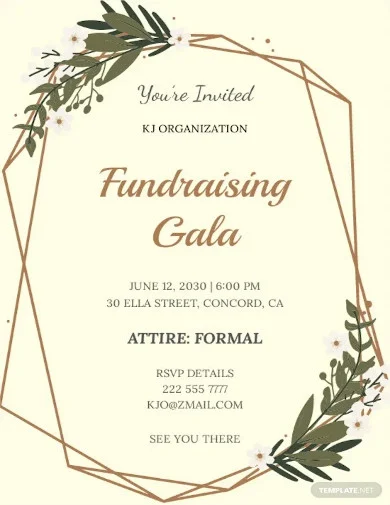 You're Invited
KJ ORGANIZATION
Fundraising
Gala
JUNE 12, 2030 | 6:00 PM
30 ELLA STREET, CONCORD, CA
ATTIRE: FORMAL
RSVP DETAILS
222 555 7777
KJO@ZMAIL.COM
SEE YOU THERE
TEMPLATE.NET